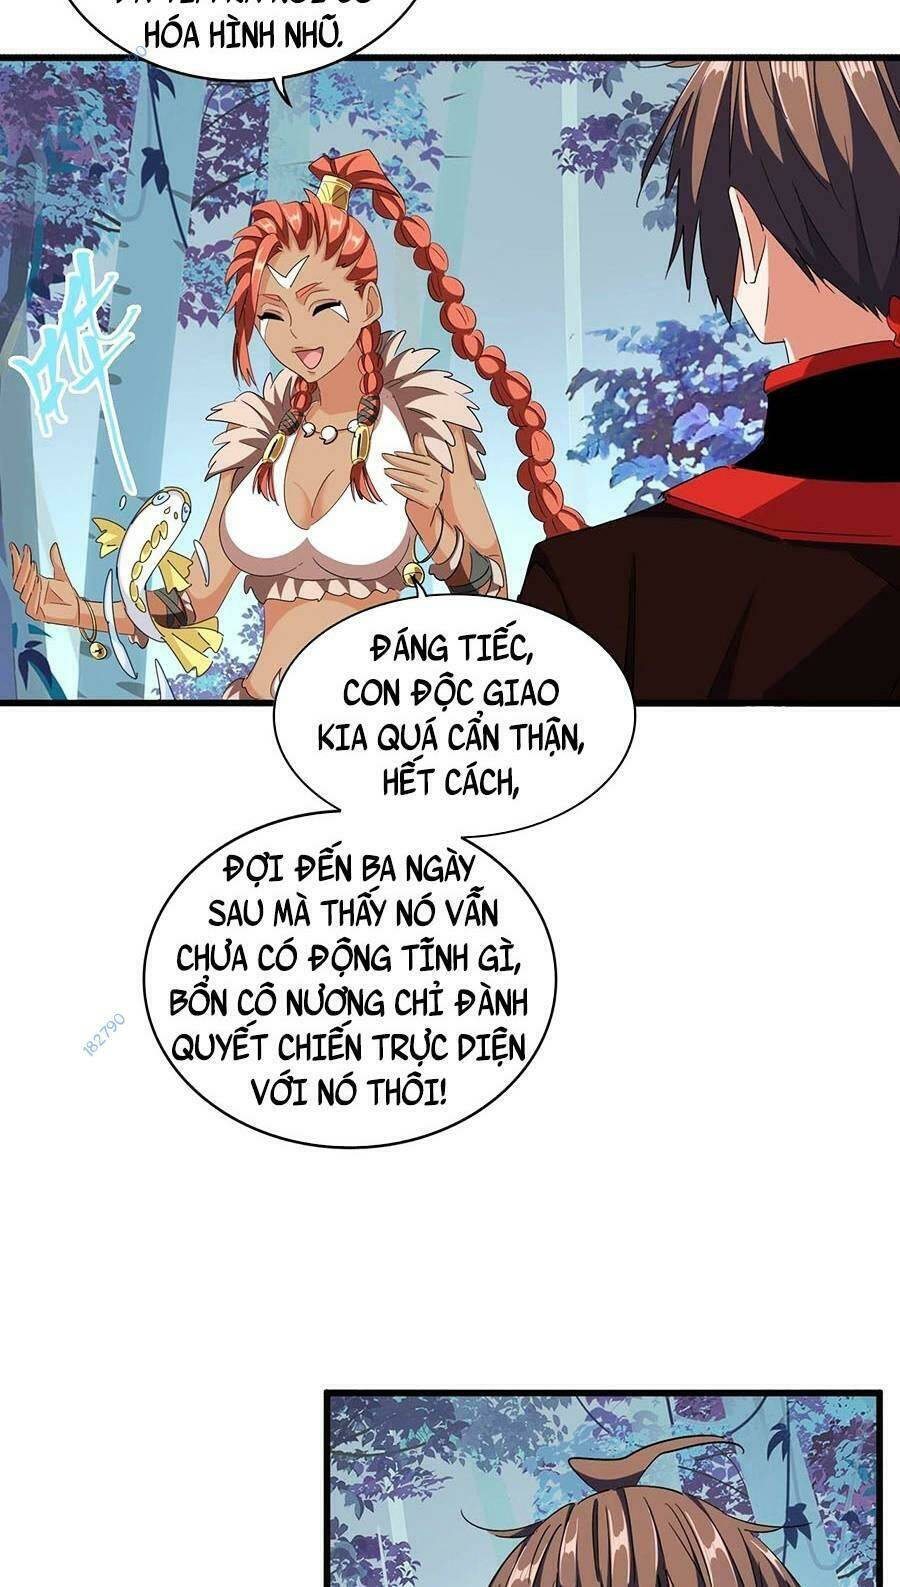 HÓA HÌNH NHŨ.
ĐÁNG TIẾC,
CON ĐỘC GIAO
KIA QUÁ CẨN THẬN,
HẾT CÁCH,
ĐỢI ĐẾN BA NGÀY
SAU MÀ THẤY NÓ VẪN
CHƯA CÓ ĐỘNG TĨNH GÌ,
BỔN CÔ NƯƠNG CHỈ ĐÀNH
QUYẾT CHIẾN TRỰC DIỆN
VỚI NÓ THÔI!
182790